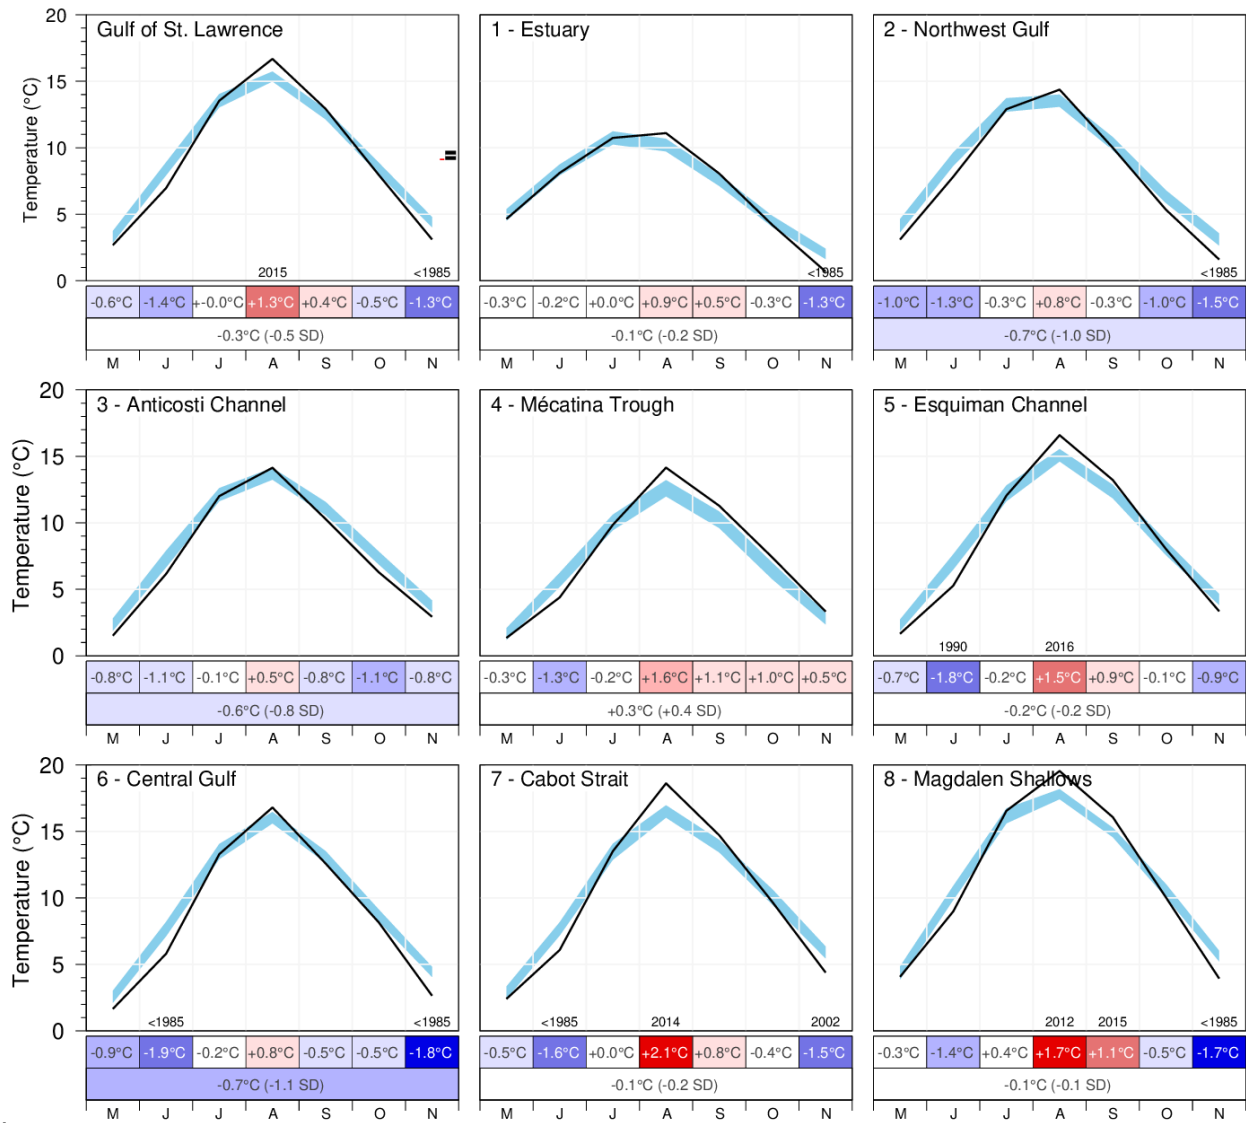 Gulf of St. Lawrence
20
15
10
5
0
Temperature (°C)
2015 <1985
-0.6°C -1.4°C +-0.0°C +1.3°C +0.4°C -0.5°C -1.3°C
-0.3°C (-0.5 SD)
M J J A S O N
1 - Estuary
<1985
-0.3°C -0.2°C +0.0°C +0.9°C +0.5°C -0.3°C -1.3°C
-0.1°C (-0.2 SD)
M J J A S O N
2 - Northwest Gulf
<1985
-1.0°C -1.3°C -0.3°C +0.8°C -0.3°C -1.0°C -1.5°C
-0.7°C (-1.0 SD)
M J J A S O N
3 - Anticosti Channel
20
15
10
5
0
Temperature (°C)
-0.8°C -1.1°C -0.1°C +0.5°C -0.8°C -1.1°C -0.8°C
-0.6°C (-0.8 SD)
M J J A S O N
4 - Mécatina Trough
-0.3°C -1.3°C -0.2°C +1.6°C +1.1°C +1.0°C +0.5°C
+0.3°C (+0.4 SD)
M J J A S O N
5 - Esquiman Channel
1990 2016
-0.7°C -1.8°C -0.2°C +1.5°C +0.9°C -0.1°C -0.9°C
-0.2°C (-0.2 SD)
M J J A S O N
6 - Central Gulf
20
15
10
5
0
Temperature (°C)
<1985 <1985
-0.9°C -1.9°C -0.2°C +0.8°C -0.5°C -0.5°C -1.8°C
-0.7°C (-1.1 SD)
M J J A S O N
7 - Cabot Strait
<1985 2014 2002
-0.5°C -1.6°C +0.0°C +2.1°C +0.8°C -0.4°C -1.5°C
-0.1°C (-0.2 SD)
M J J A S O N
8 - Magdalen Shallows
2012 2015 <1985
-0.3°C -1.4°C +0.4°C +1.7°C +1.1°C -0.5°C -1.7°C
-0.1°C (-0.1 SD)
M J J A S O N